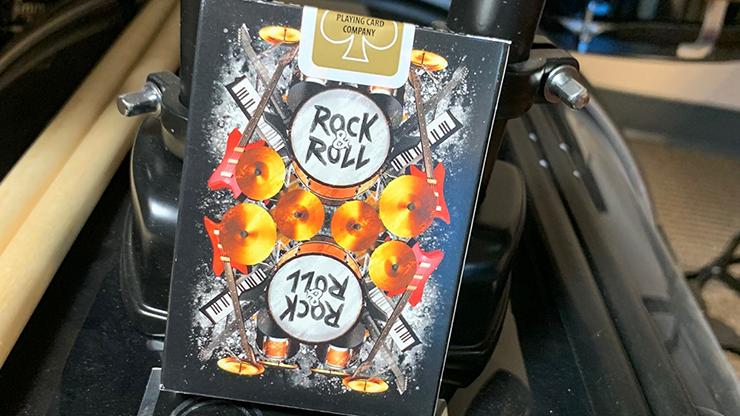 PLAYING CARD
COMPANY
ROCK
&
ROLL
ROCK
&
ROLL